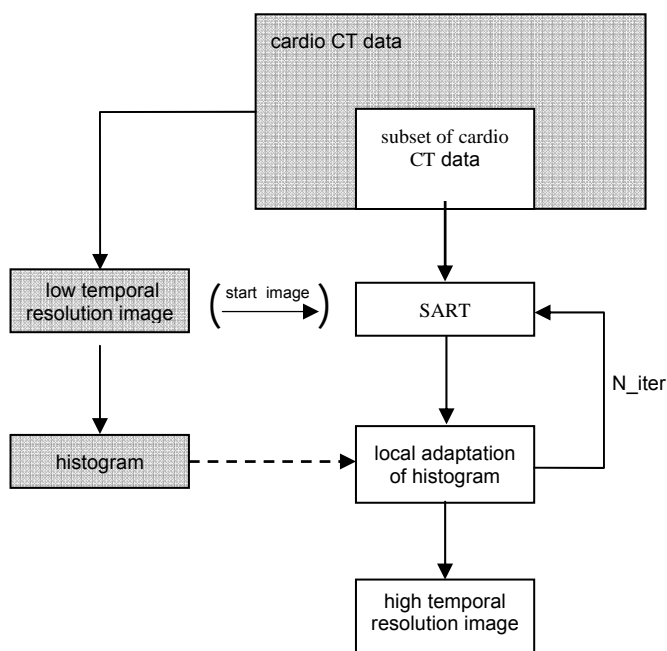 cardio CT data
subset of cardio
CT data
low temporal
resolution image
( start image )
SART
N_iter
histogram
local adaptation
of histogram
high temporal
resolution image